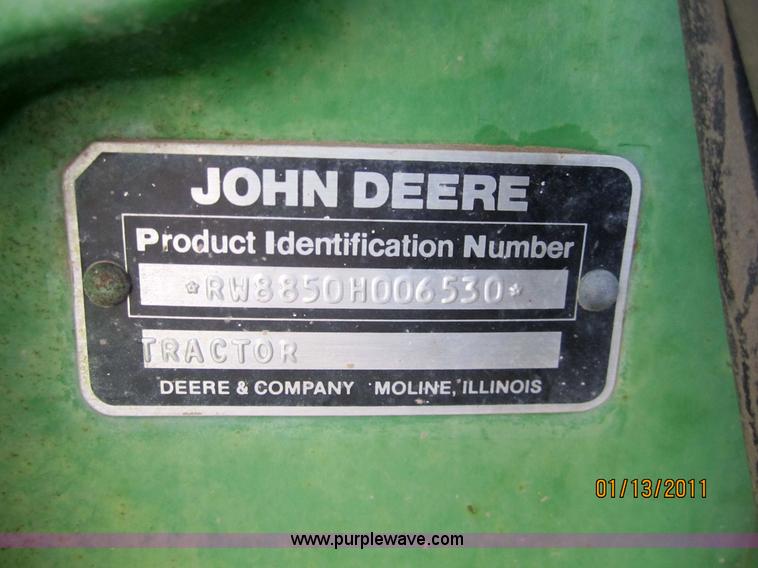 JOHN DEERE
Product Identification Number
*RW8850H006530*
TRACTOR
DEERE & COMPANY MOLINE, ILLINOIS
01/13/2011
www.purplewave.com